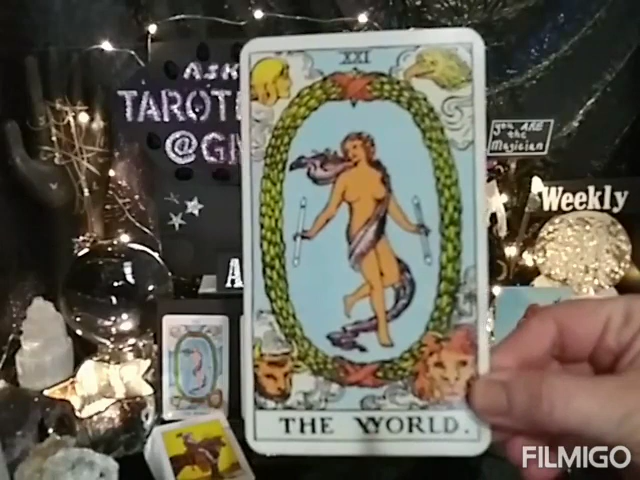 XXI
ASK
TAROT
@G
you ARE
the
Magician
Weekly
A
THE WORLD.
FILMIGO